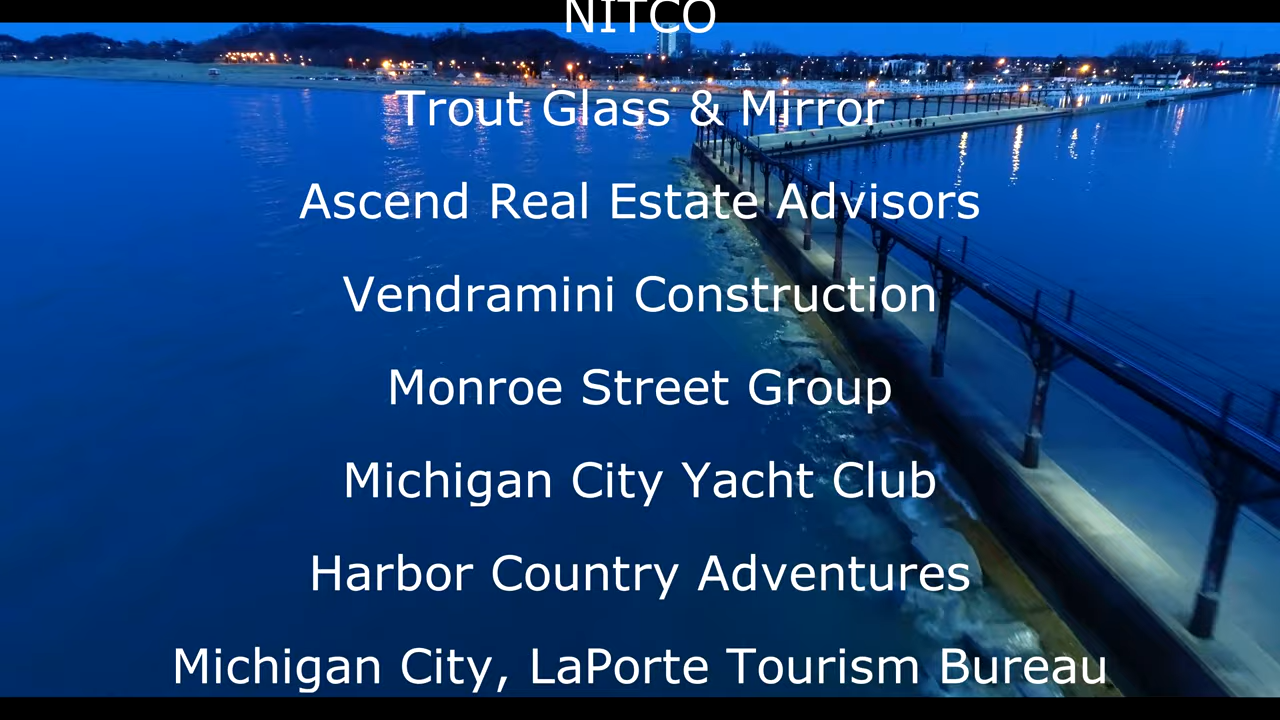 NITCO
Trout Glass & Mirror
Ascend Real Estate Advisors
Vendramini Construction
Monroe Street Group
Michigan City Yacht Club
Harbor Country Adventures
Michigan City, LaPorte Tourism Bureau